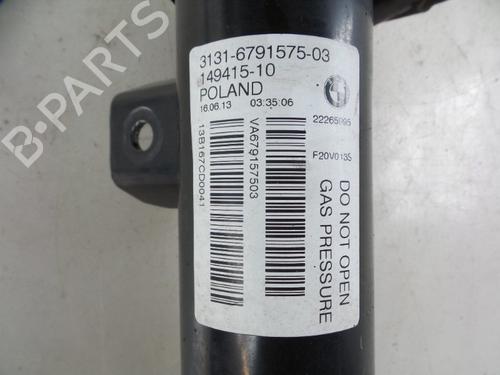 3131-6791575-03
149415-10
POLAND
16.06.13 03:35:06
22265095
F20V013S
13B167CD0041
VA679157503
DO NOT OPEN
GAS PRESSURE
B-PARTS